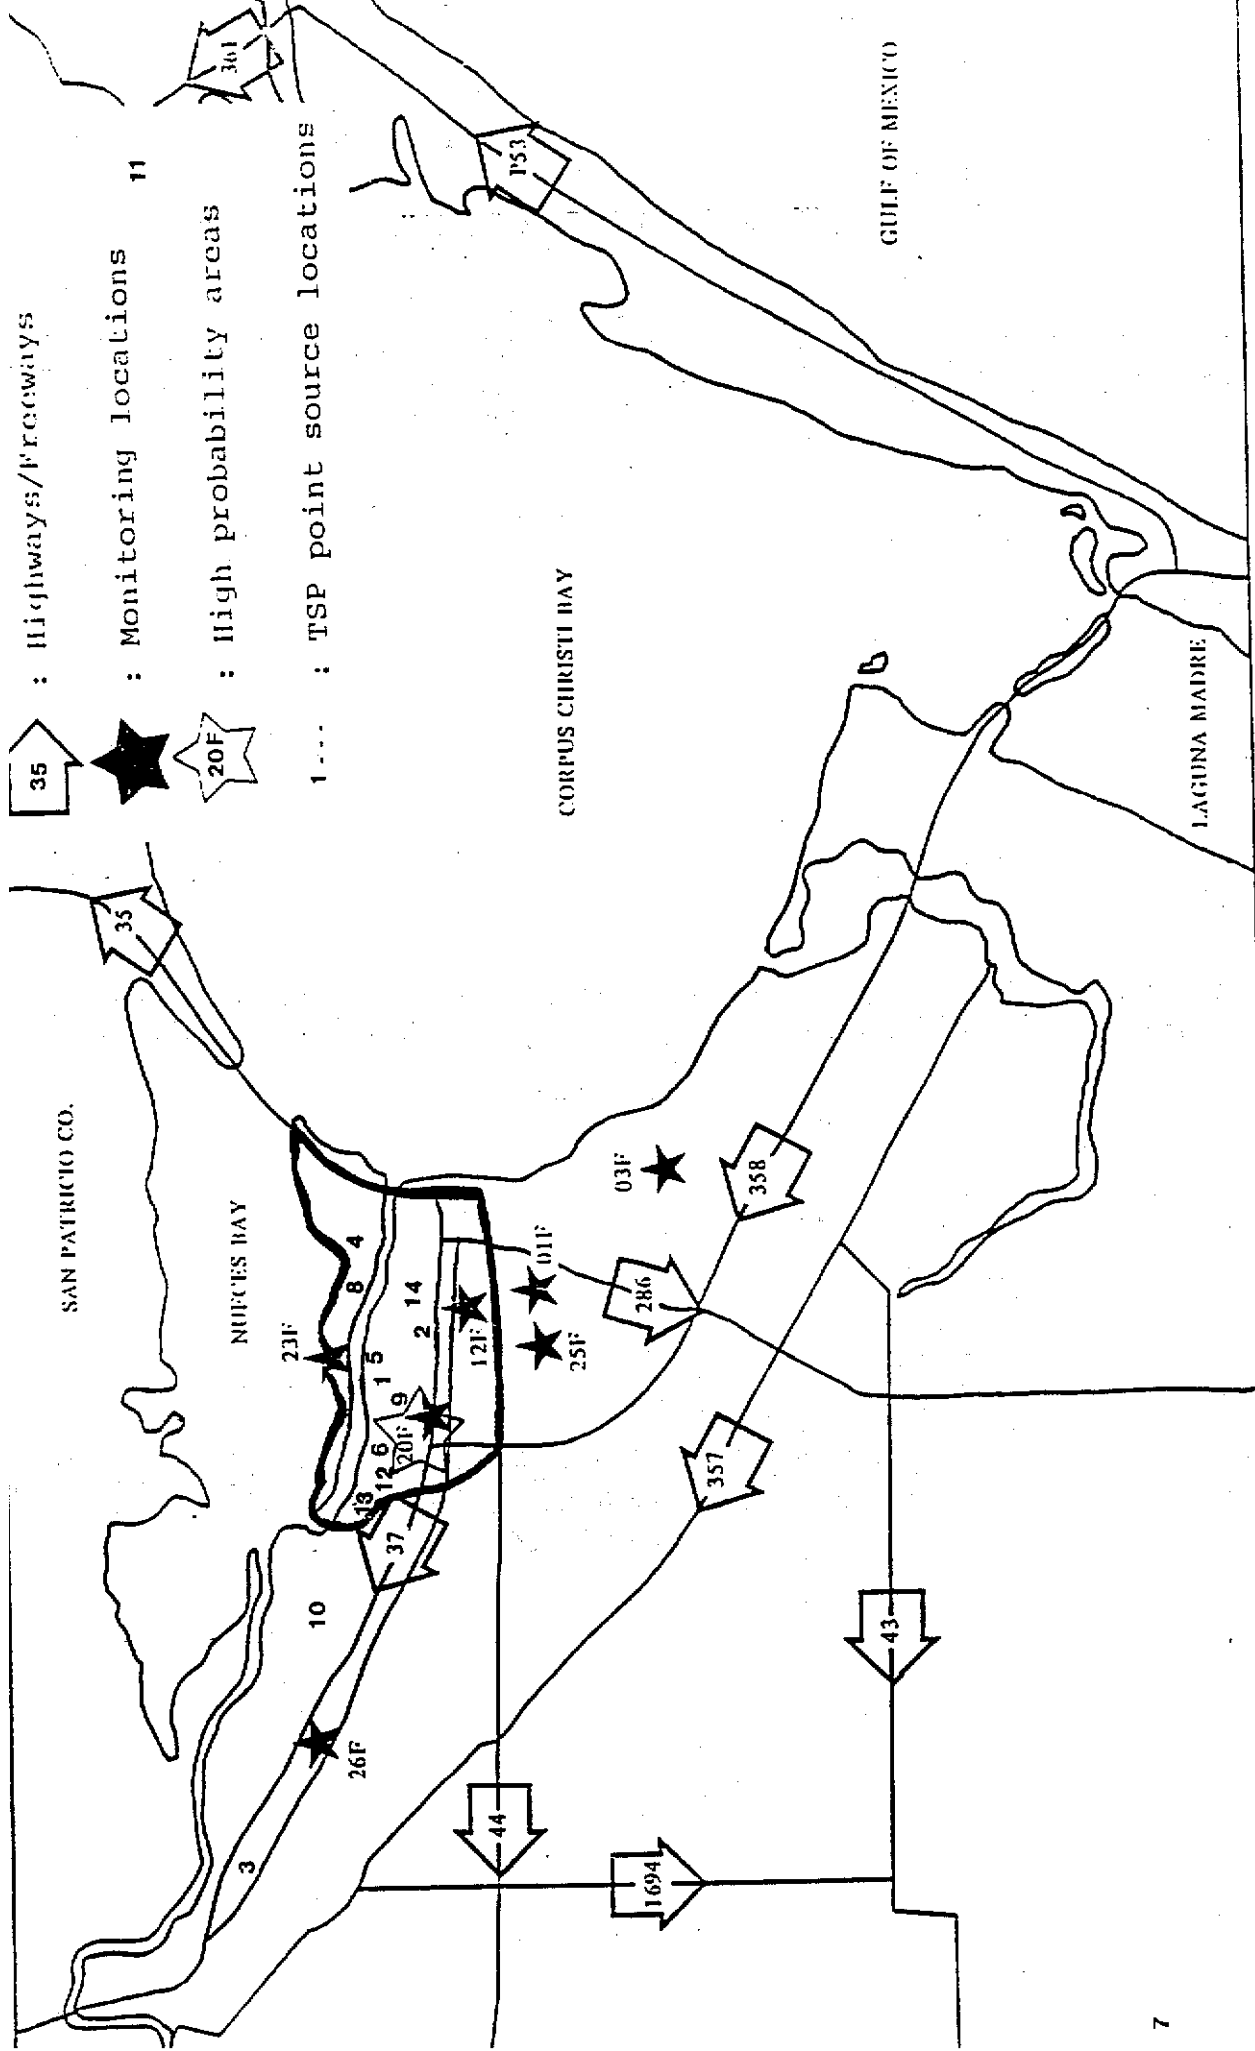 35 : Highways/Freeways
: Monitoring locations
11
20F : High probability areas
1--- : TSP point source locations
361
P53
35
SAN PATRICIO CO.
NUECES BAY
CORPUS CHRISTI BAY
GULF OF MEXICO
LAGUNA MADRE
23F
4
8
5
1
14
2
12F
9
20F
6
12
13
37
10
26F
3
01F
25F
03F
286
358
357
44
1694
43
7